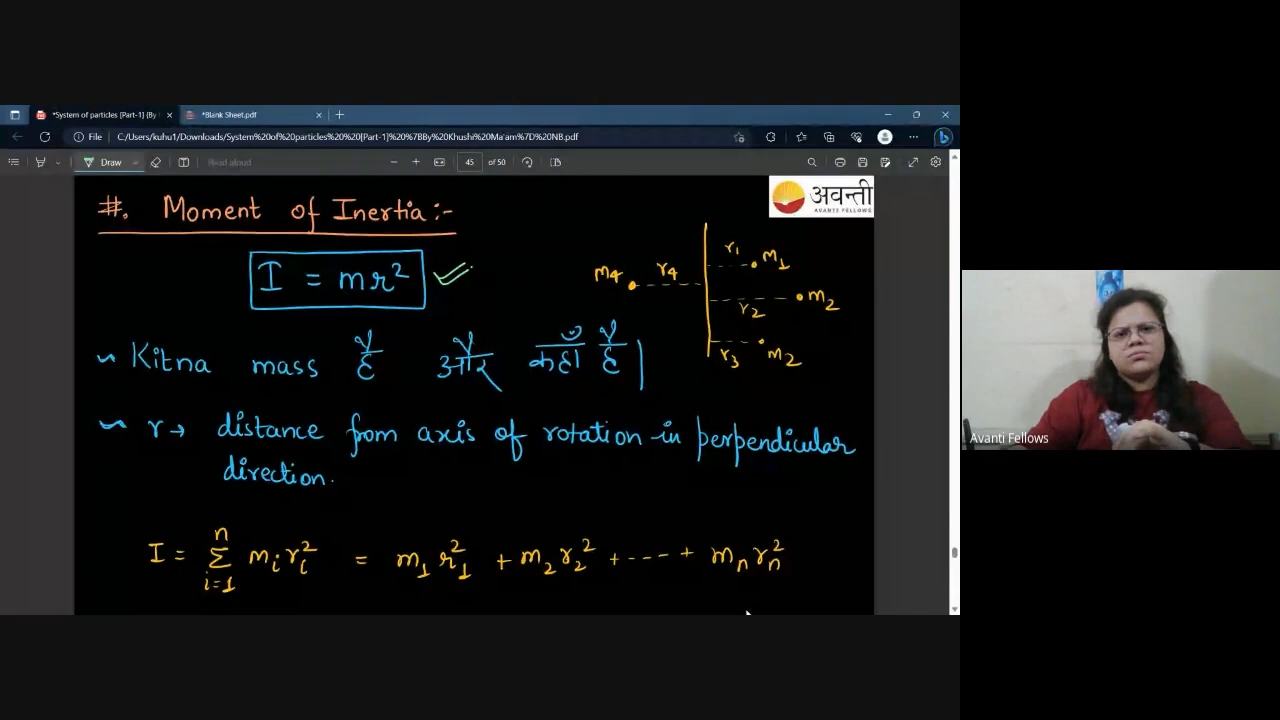 *System of particles [Part-1] (By
*Blank Sheet.pdf
File
C:/Users/kuhu1/Downloads/System%20of%20particles%20%20[Part-1]%20%7BBy%20Khushi%20Ma'am%7D%20NB.pdf
Draw
Read aloud
45
of 50
#. Moment of Inertia:-
अवन्ती
AVANTI FELLOWS
I = mr²
r₁ m₁
m₄ r₄
r₂ m₂
r₃ m₂
~ Kitna mass है और कहाँ है|
~ r → distance from axis of rotation in perpendicular
direction.
I = Σⁿᵢ₌₁ mᵢrᵢ² = m₁r₁² + m₂r₂² + ---- + mₙrₙ²
Avanti Fellows